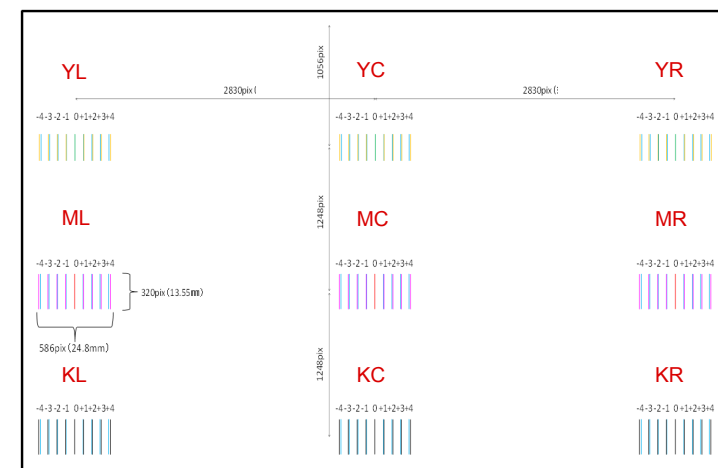 1056pix
YL YC YR
2830pix( 2830pix(:
-4-3-2-1 0+1+2+3+4 -4-3-2-1 0+1+2+3+4 -4-3-2-1 0+1+2+3+4
1248pix
ML MC MR
-4-3-2-1 0+1+2+3+4 -4-3-2-1 0+1+2+3+4 -4-3-2-1 0+1+2+3+4
320pix(13.55㎜)
586pix(24.8mm)
1248pix
KL KC KR
-4-3-2-1 0+1+2+3+4 -4-3-2-1 0+1+2+3+4 -4-3-2-1 0+1+2+3+4